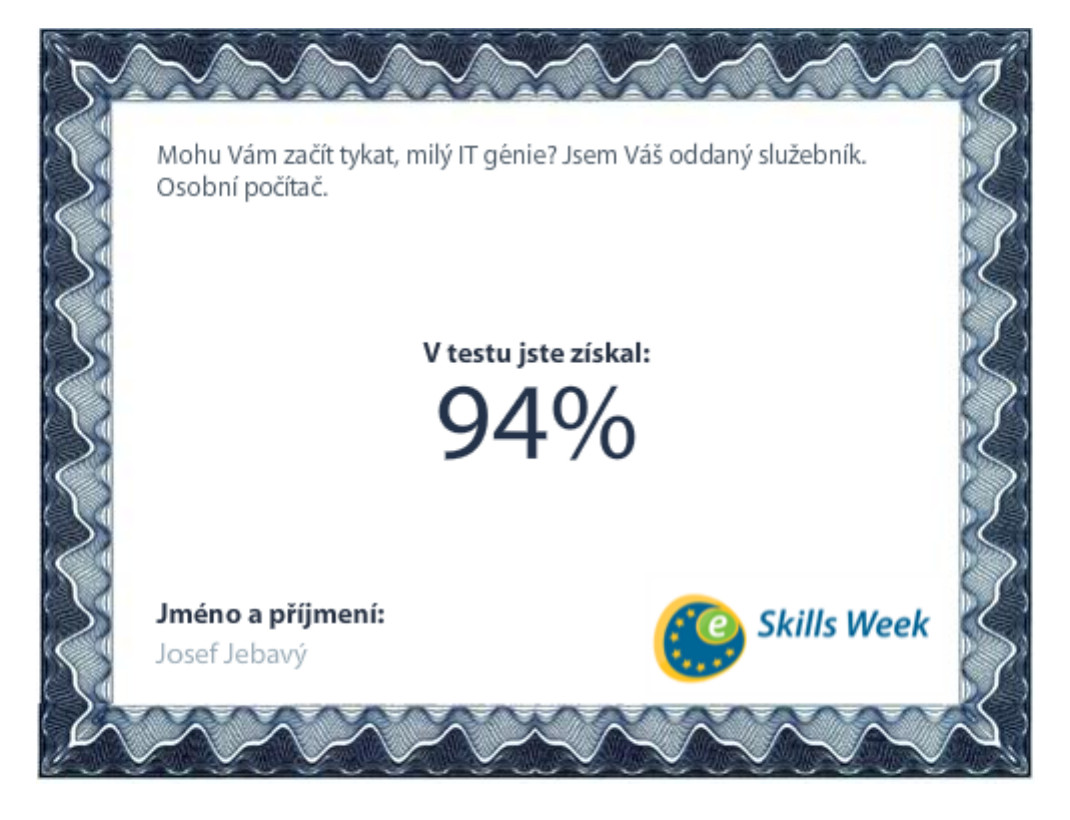 Mohu Vám začít tykat, milý IT génie? Jsem Váš oddaný služebník.
Osobní počítač.
V testu jste získal:
94%
Jméno a příjmení:
Josef Jebavý
e Skills Week